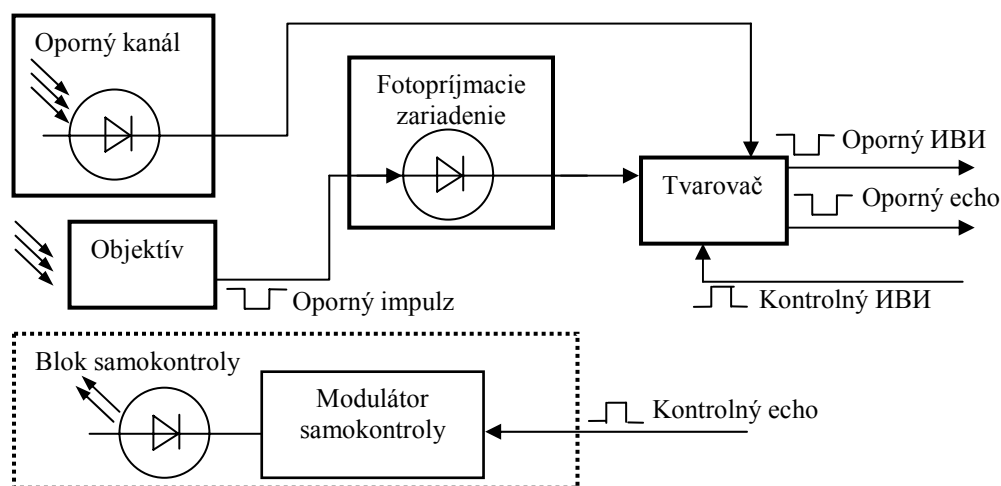 Oporný kanál
Fotopríjmacie
zariadenie
Oporný ИВИ
Tvarovač
Oporný echo
Objektív
Oporný impulz
Kontrolný ИВИ
Blok samokontroly
Modulátor
samokontroly
Kontrolný echo